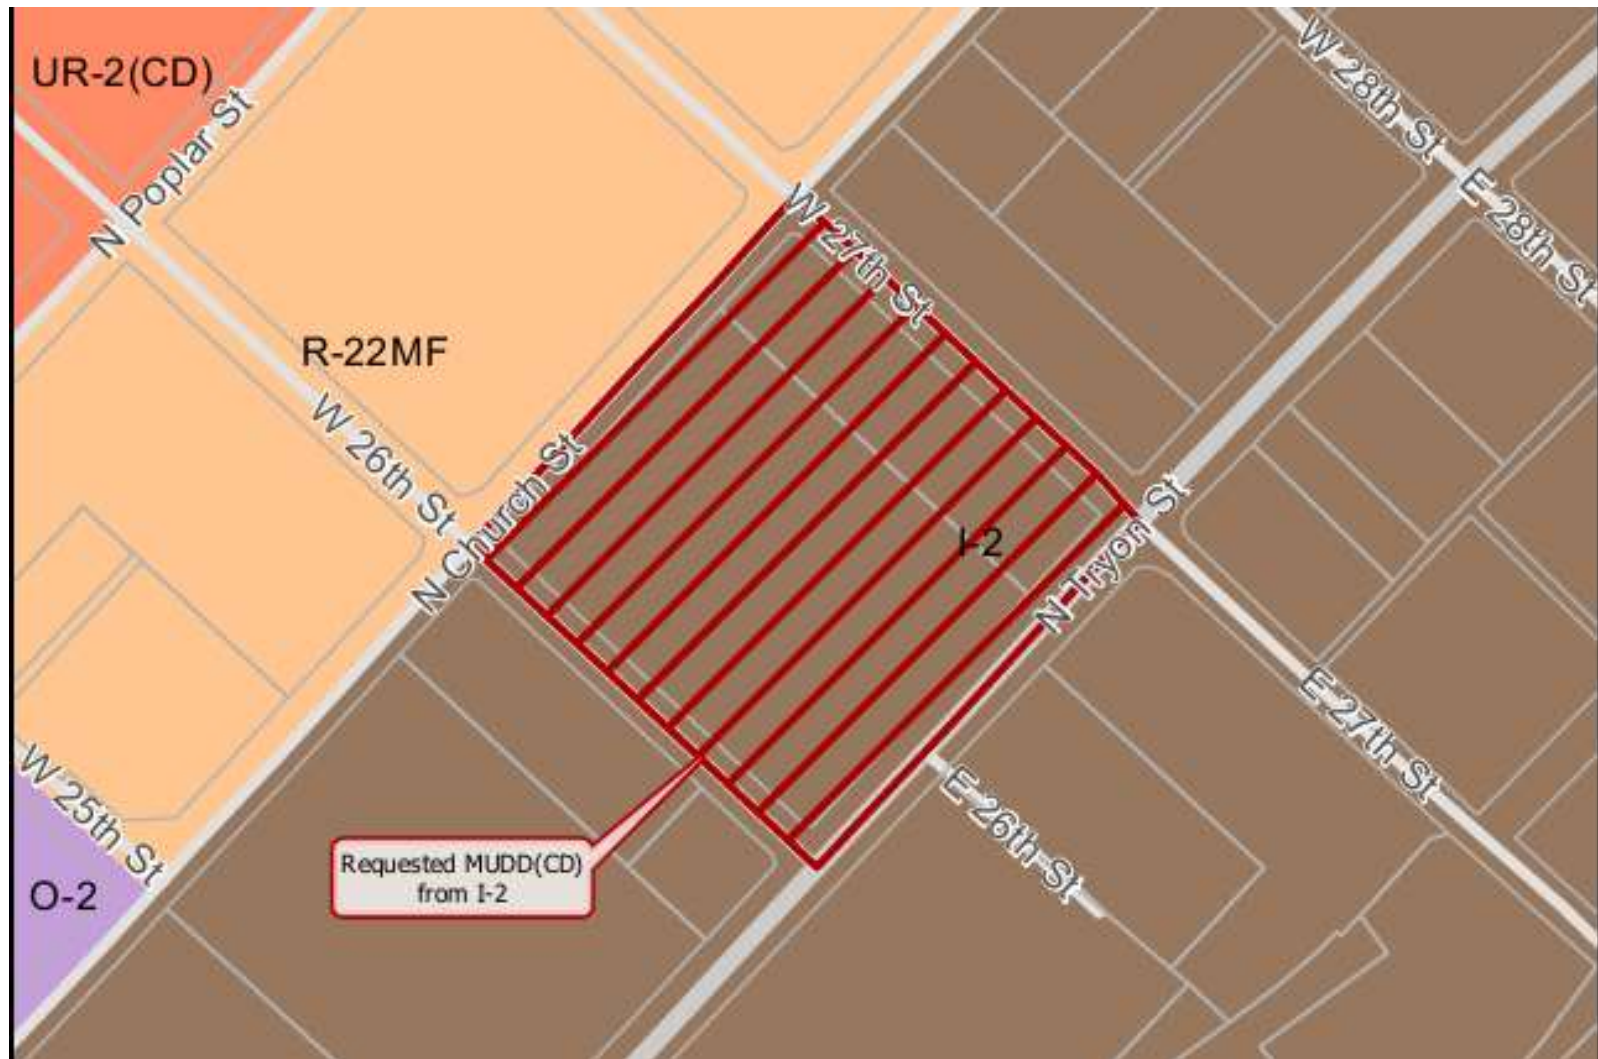 UR-2(CD)
N Poplar St
W 28th St
E 28th St
W 27th St
R-22MF
W 26th St
N Church St
I-2
N Tryon St
E 27th St
W 25th St
E 26th St
Requested MUDD(CD)
from I-2
O-2